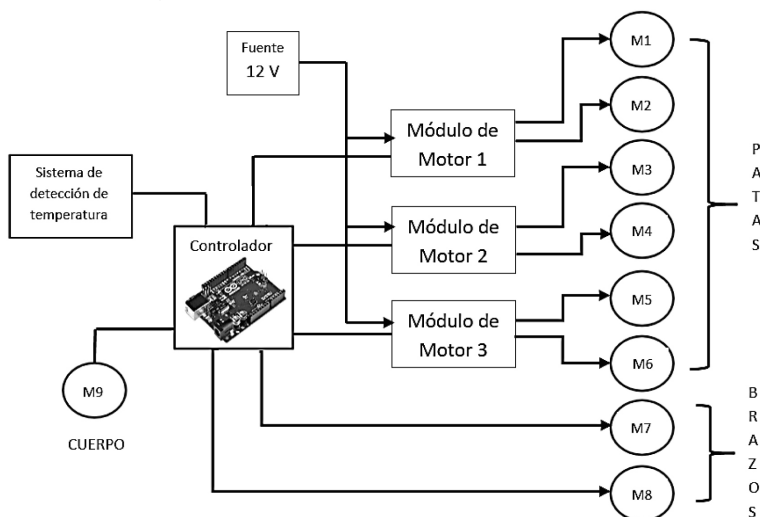 Fuente
12 V
M1
M2
Módulo de
Motor 1
M3
Sistema de
detección de
temperatura
P
A
T
A
S
Controlador
Módulo de
Motor 2
M4
M5
Módulo de
Motor 3
M6
M9
CUERPO
M7
M8
B
R
A
Z
O
S